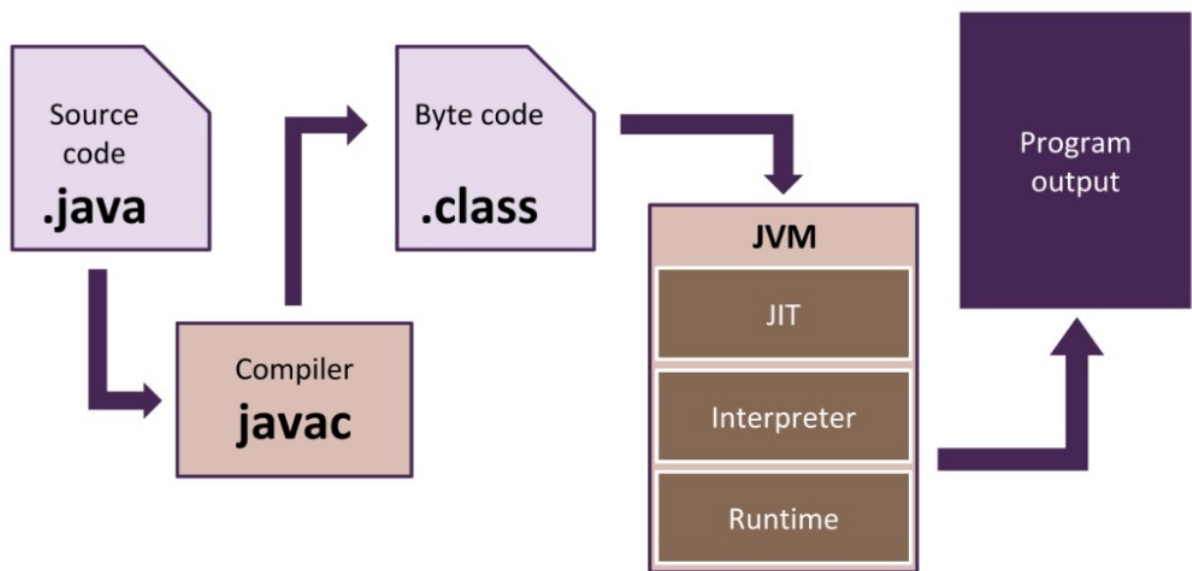 Source
code
.java
Compiler
javac
Byte code
.class
JVM
JIT
Interpreter
Runtime
Program
output